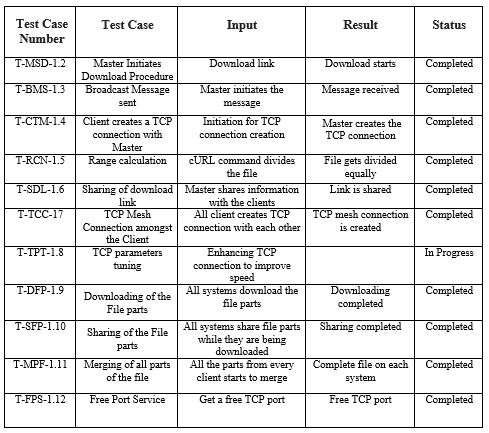 Test Case Number | Test Case | Input | Result | Status
T-MSD-1.2 | Master Initiates Download Procedure | Download link | Download starts | Completed
T-BMS-1.3 | Broadcast Message sent | Master initiates the message | Message received | Completed
T-CTM-1.4 | Client creates a TCP connection with Master | Initiation for TCP connection creation | Master creates the TCP connection | Completed
T-RCN-1.5 | Range calculation | cURL command divides the file | File gets divided equally | Completed
T-SDL-1.6 | Sharing of download link | Master shares information with the clients | Link is shared | Completed
T-TCC-17 | TCP Mesh Connection amongst the Client | All client creates TCP connection with each other | TCP mesh connection is created | Completed
T-TPT-1.8 | TCP parameters tuning | Enhancing TCP connection to improve speed | | In Progress
T-DFP-1.9 | Downloading of the File parts | All systems download the file parts | Downloading completed | Completed
T-SFP-1.10 | Sharing of the File parts | All systems share file parts while they are being downloaded | Sharing completed | Completed
T-MPF-1.11 | Merging of all parts of the file | All the parts from every client starts to merge | Complete file on each system | Completed
T-FPS-1.12 | Free Port Service | Get a free TCP port | Free TCP port | Completed